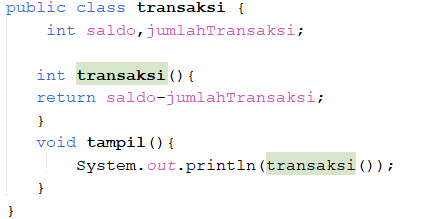 public class transaksi {
int saldo,jumlahTransaksi;
int transaksi(){
return saldo-jumlahTransaksi;
}
void tampil(){
System.out.println(transaksi());
}
}